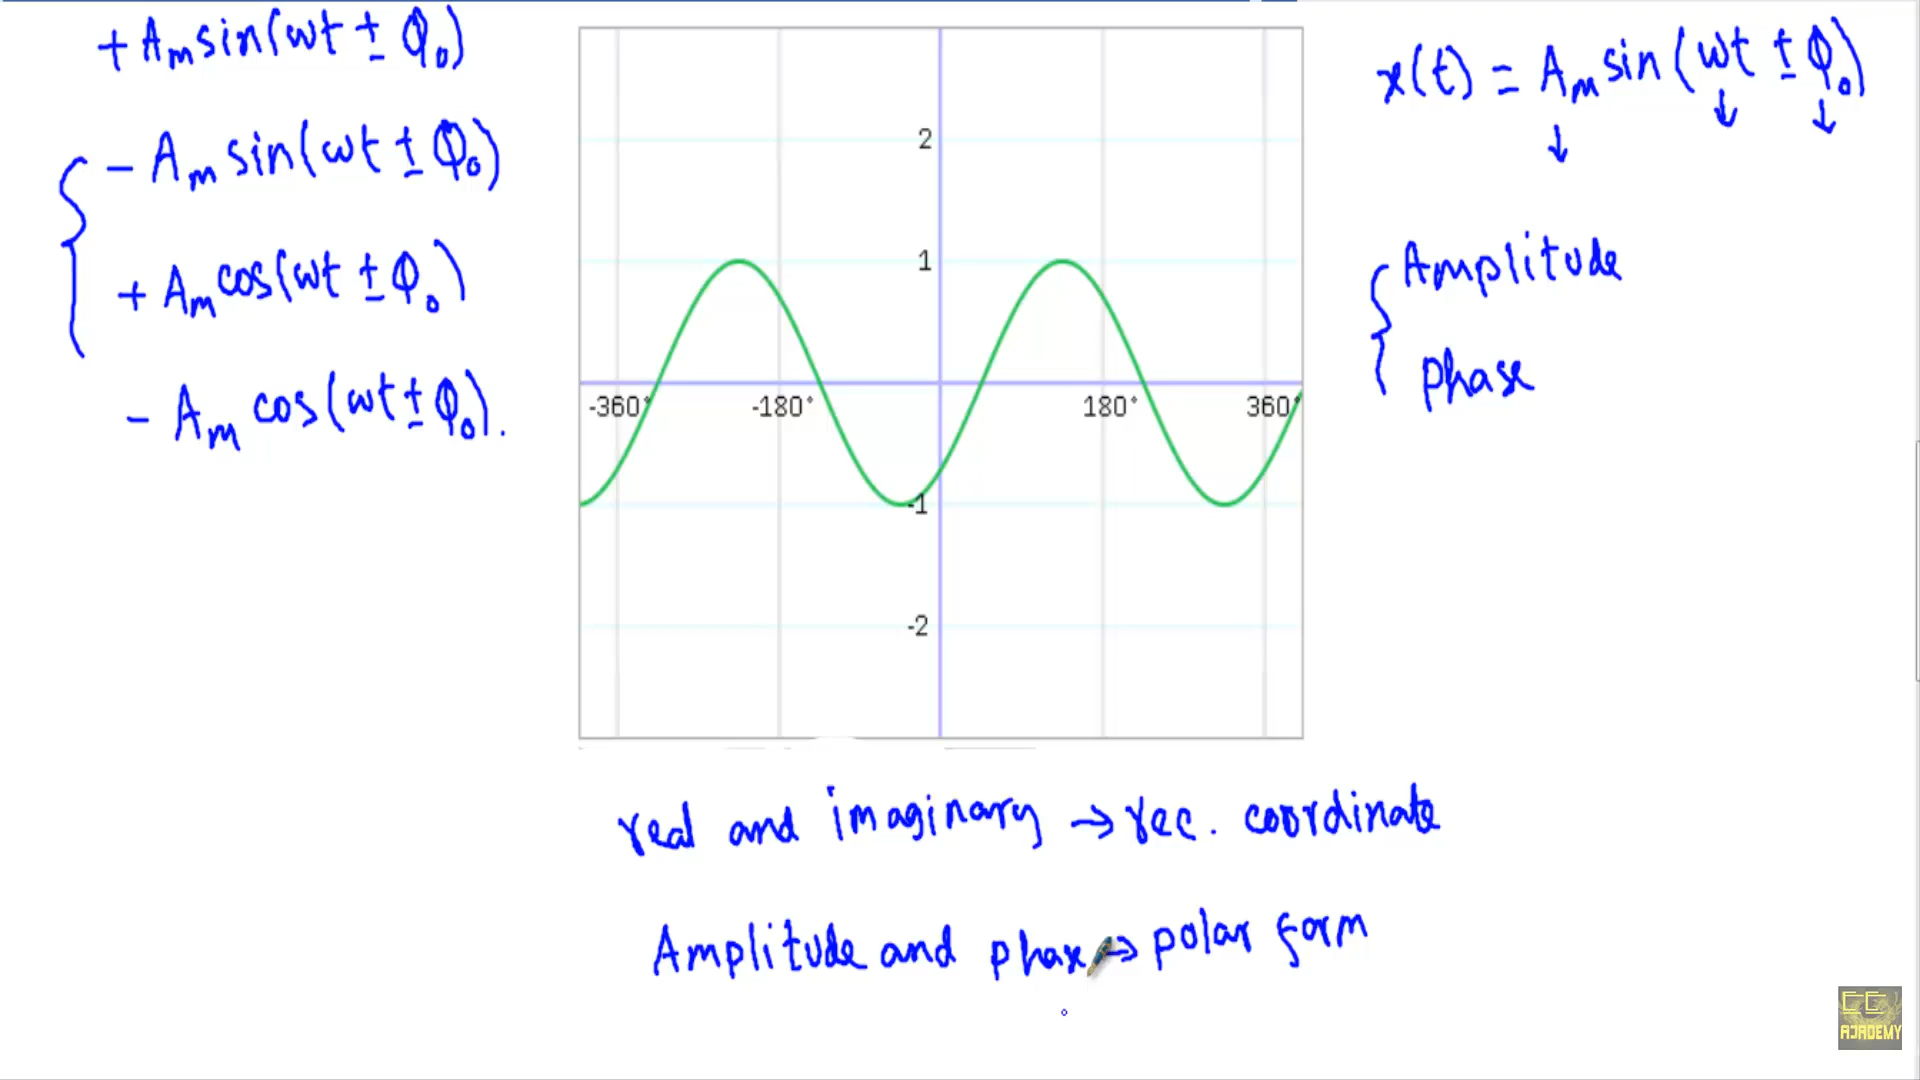 + Aₘ sin(ωt ± Φ₀)
- Aₘ sin(ωt ± Φ₀)
+ Aₘ cos(ωt ± Φ₀)
- Aₘ cos(ωt ± Φ₀).
2
1
-360° -180° 180° 360°
-1
-2
x(t) = Aₘ sin(ωt ± Φ₀)
↓ ↓ ↓
Amplitude
phase
real and imaginary → rec. coordinate
Amplitude and phase → polar form
EE
ACADEMY